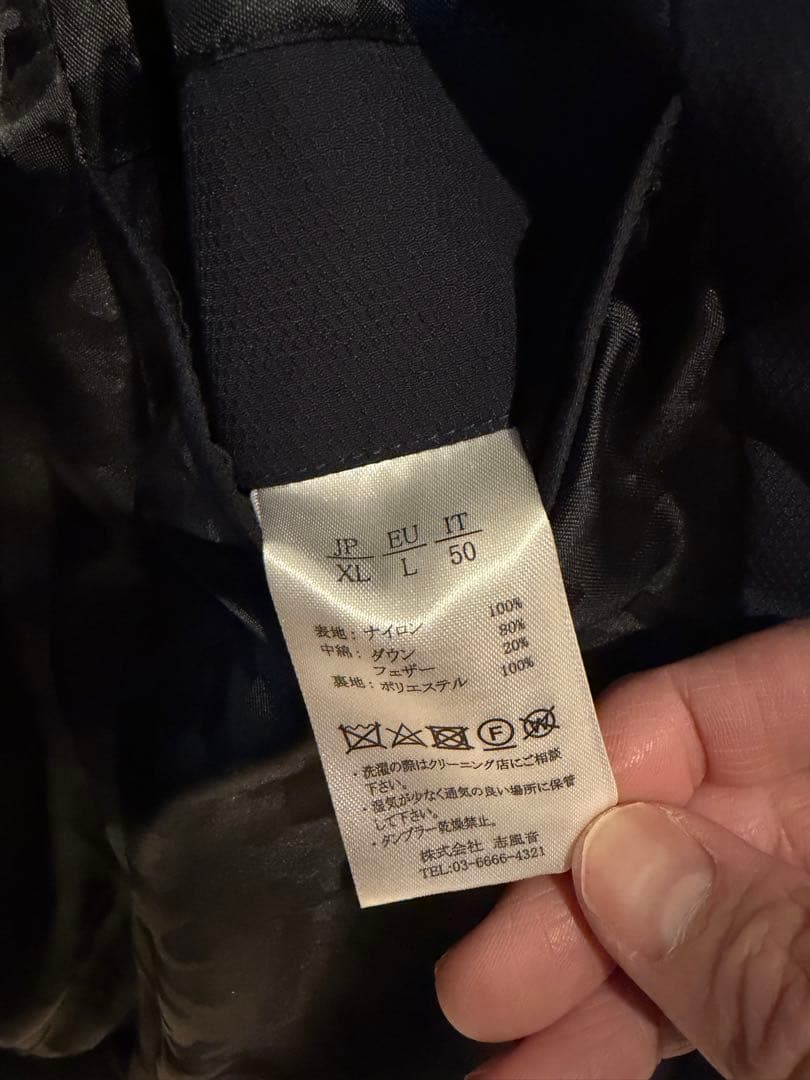 JP EU IT
XL L 50
表地: ナイロン 100%
中綿: ダウン 80%
フェザー 20%
裏地: ポリエステル 100%
F W
・洗濯の際はクリーニング店にご相談
下さい。
・湿気が少なく通気の良い場所に保管
して下さい。
・タンブラー乾燥禁止。
株式会社 志風音
TEL:03-6666-4321